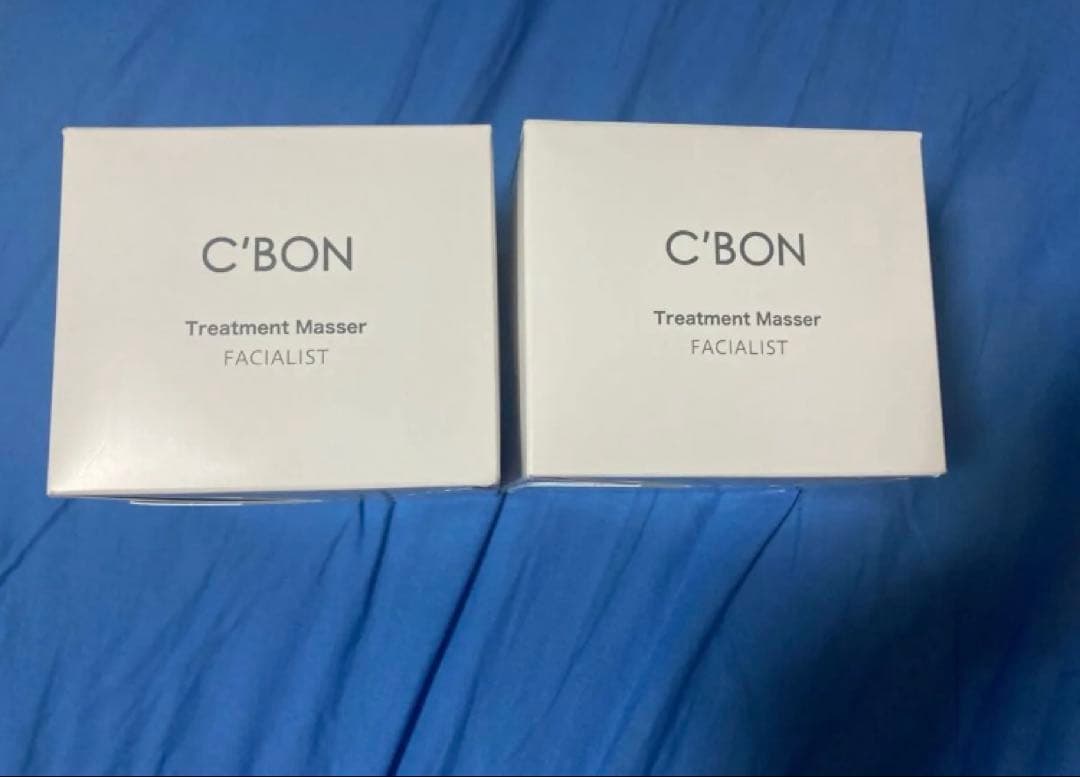 C'BON
Treatment Masser
FACIALIST
C'BON
Treatment Masser
FACIALIST